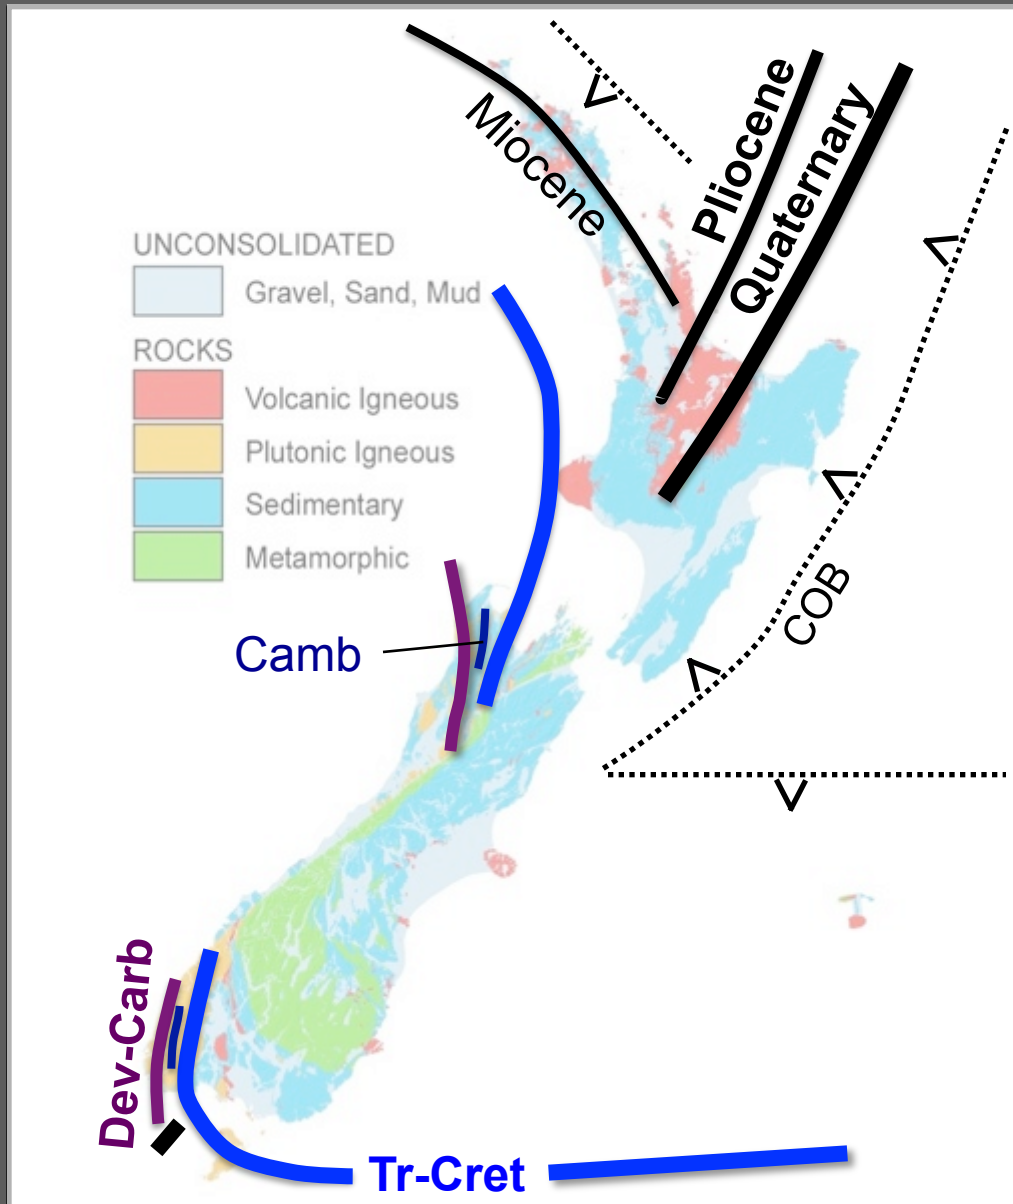 Miocene
Pliocene
Quaternary
UNCONSOLIDATED
Gravel, Sand, Mud
ROCKS
Volcanic Igneous
Plutonic Igneous
Sedimentary
Metamorphic
COB
Camb
Dev-Carb
Tr-Cret